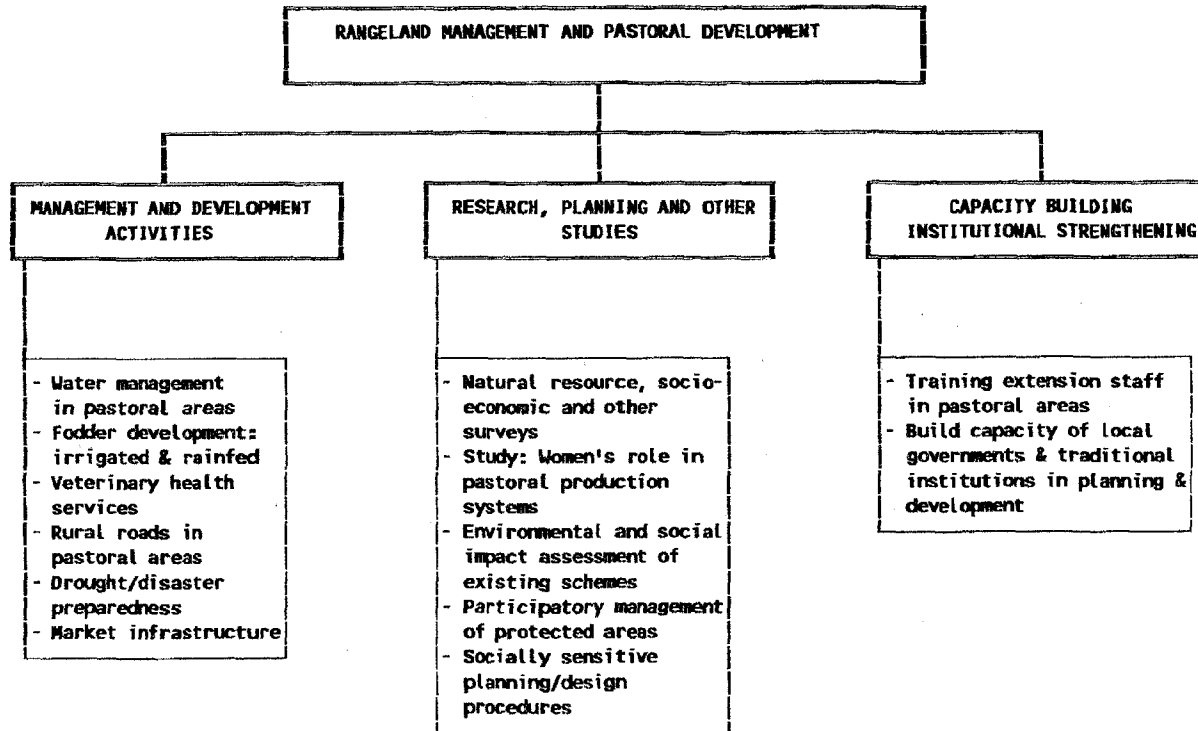 RANGELAND MANAGEMENT AND PASTORAL DEVELOPMENT
MANAGEMENT AND DEVELOPMENT
ACTIVITIES
- Water management
in pastoral areas
- Fodder development:
irrigated & rainfed
- Veterinary health
services
- Rural roads in
pastoral areas
- Drought/disaster
preparedness
- Market infrastructure
RESEARCH, PLANNING AND OTHER
STUDIES
- Natural resource, socio-
economic and other
surveys
- Study: Women's role in
pastoral production
systems
- Environmental and social
impact assessment of
existing schemes
- Participatory management
of protected areas
- Socially sensitive
planning/design
procedures
CAPACITY BUILDING
INSTITUTIONAL STRENGTHENING
- Training extension staff
in pastoral areas
- Build capacity of local
governments & traditional
institutions in planning &
development